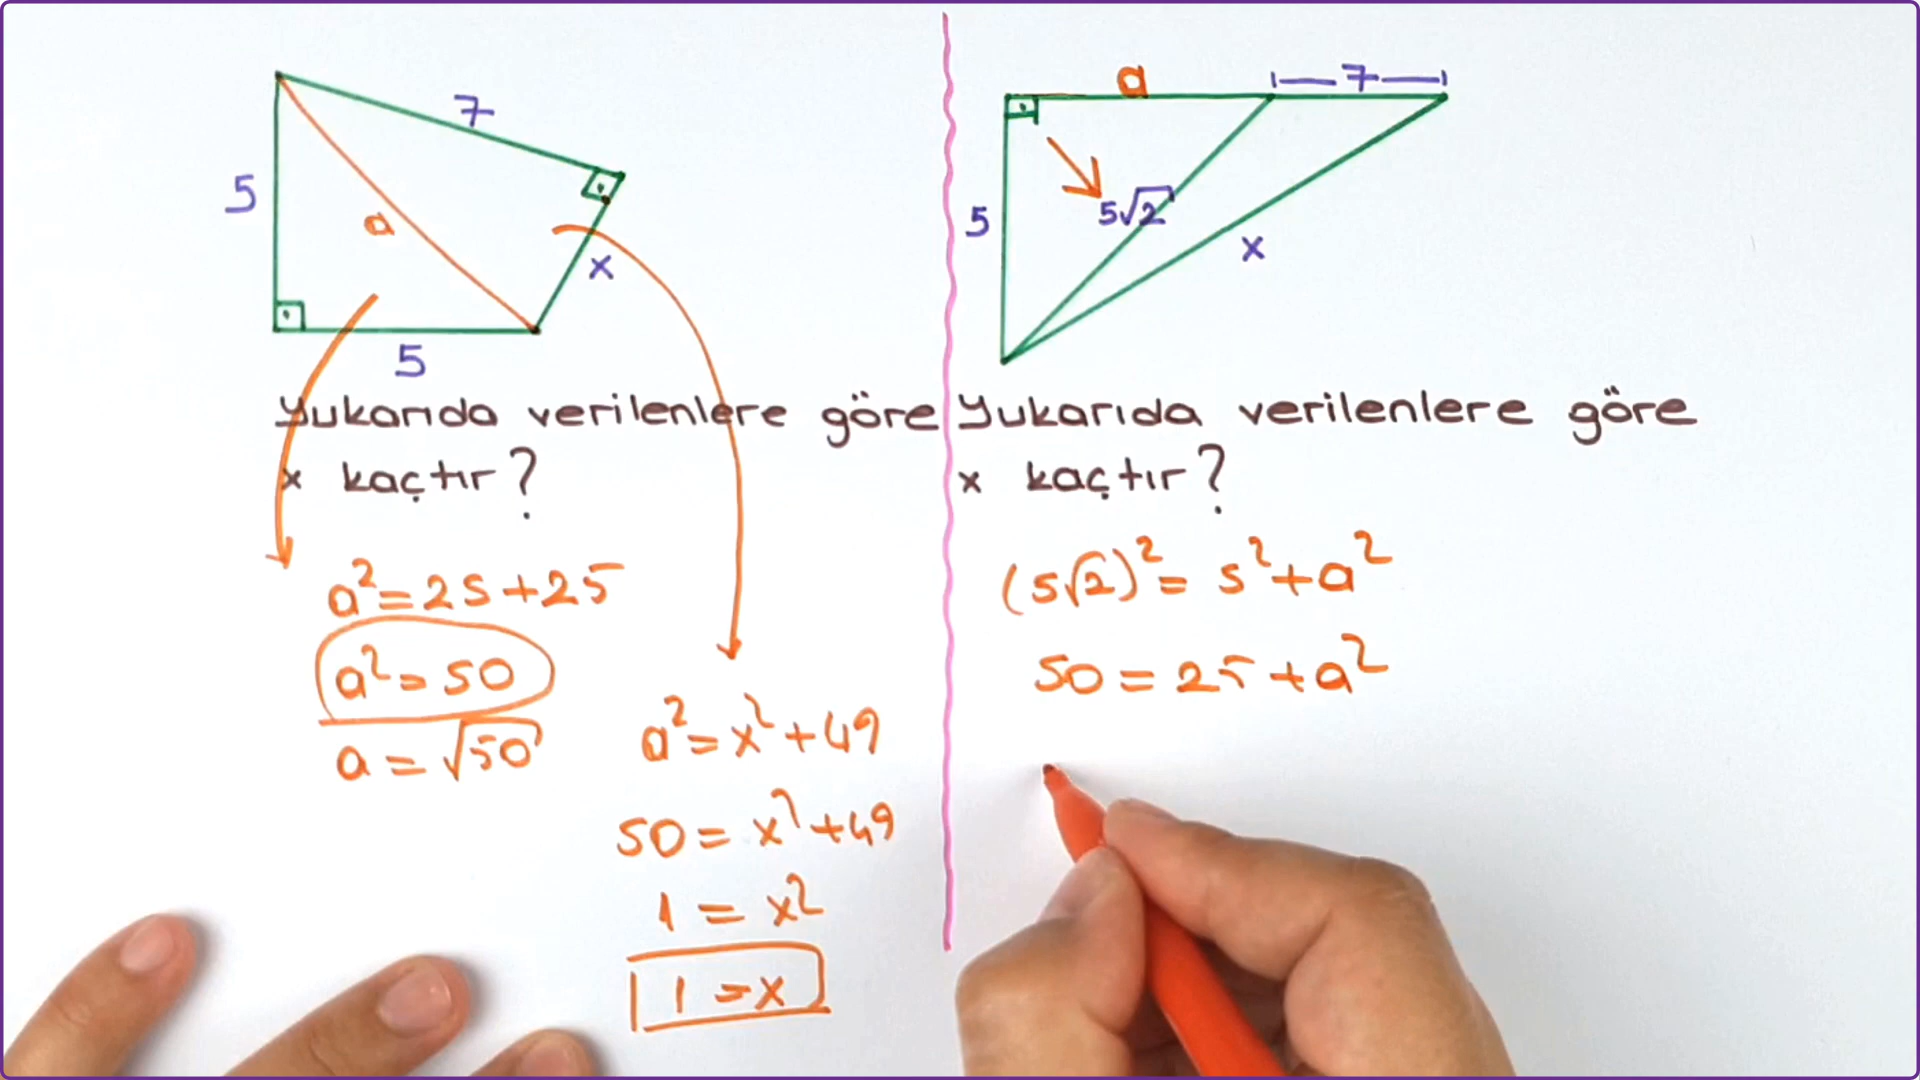 7
5
a
x
5
Yukarıda verilenlere göre
x kaçtır?
a²=25+25
a²=50
a=√50
a²=x²+49
50=x²+49
1=x²
1=x
a
7
5√2
5
x
Yukarıda verilenlere göre
x kaçtır?
(5√2)²=5²+a²
50=25+a²